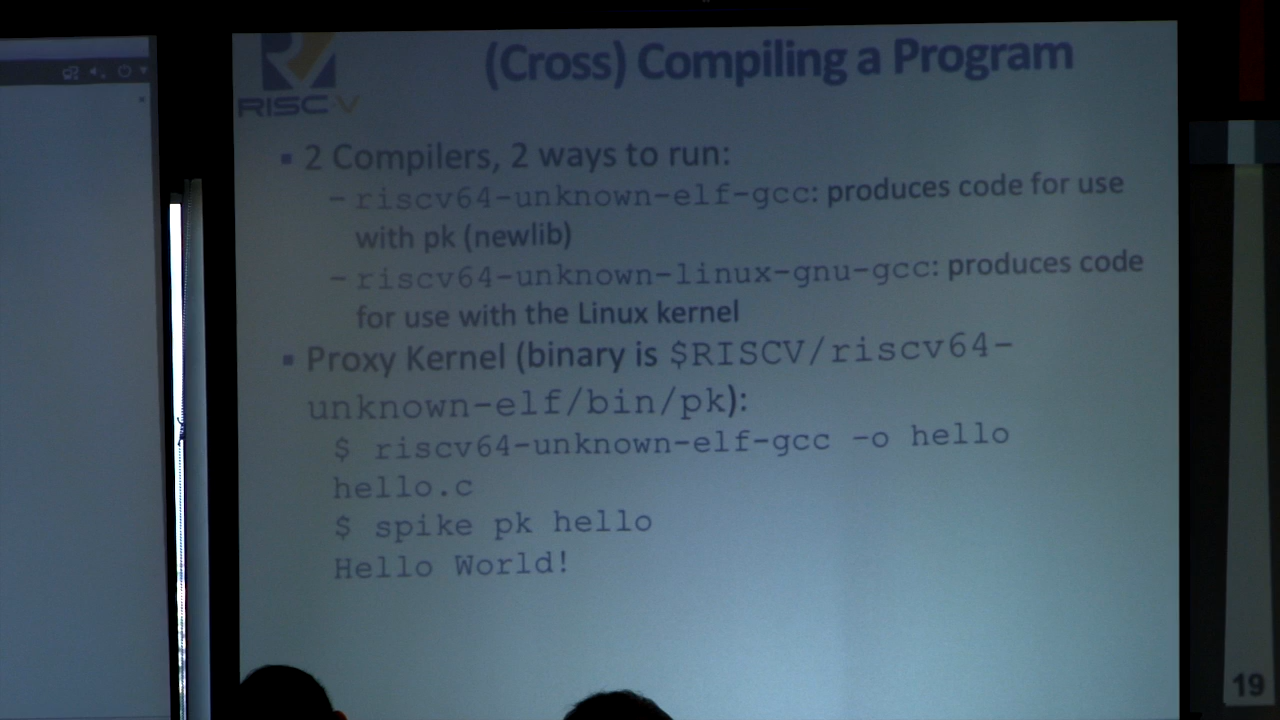 RISC-V
(Cross) Compiling a Program
▪ 2 Compilers, 2 ways to run:
– riscv64-unknown-elf-gcc: produces code for use
with pk (newlib)
– riscv64-unknown-linux-gnu-gcc: produces code
for use with the Linux kernel
▪ Proxy Kernel (binary is $RISCV/riscv64-
unknown-elf/bin/pk):
$ riscv64-unknown-elf-gcc -o hello
hello.c
$ spike pk hello
Hello World!
19